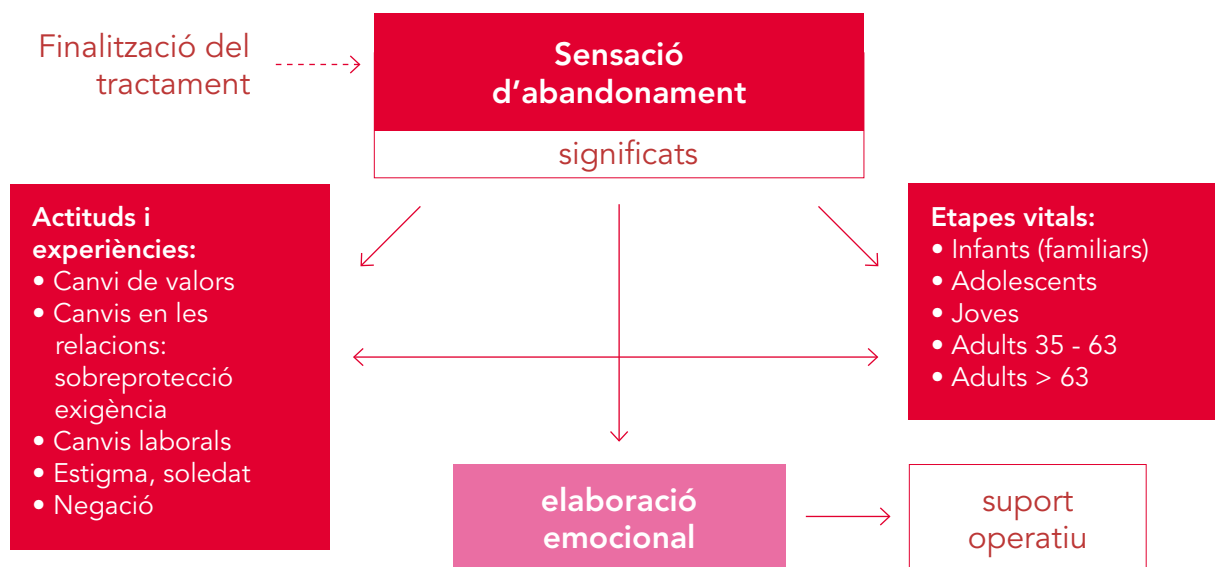 Finalització del
tractament
Sensació
d’abandonament
significats
Actituds i
experiències:
• Canvi de valors
• Canvis en les
relacions:
sobreprotecció
exigència
• Canvis laborals
• Estigma, soledat
• Negació
Etapes vitals:
• Infants (familiars)
• Adolescents
• Joves
• Adults 35 - 63
• Adults > 63
elaboració
emocional
suport
operatiu